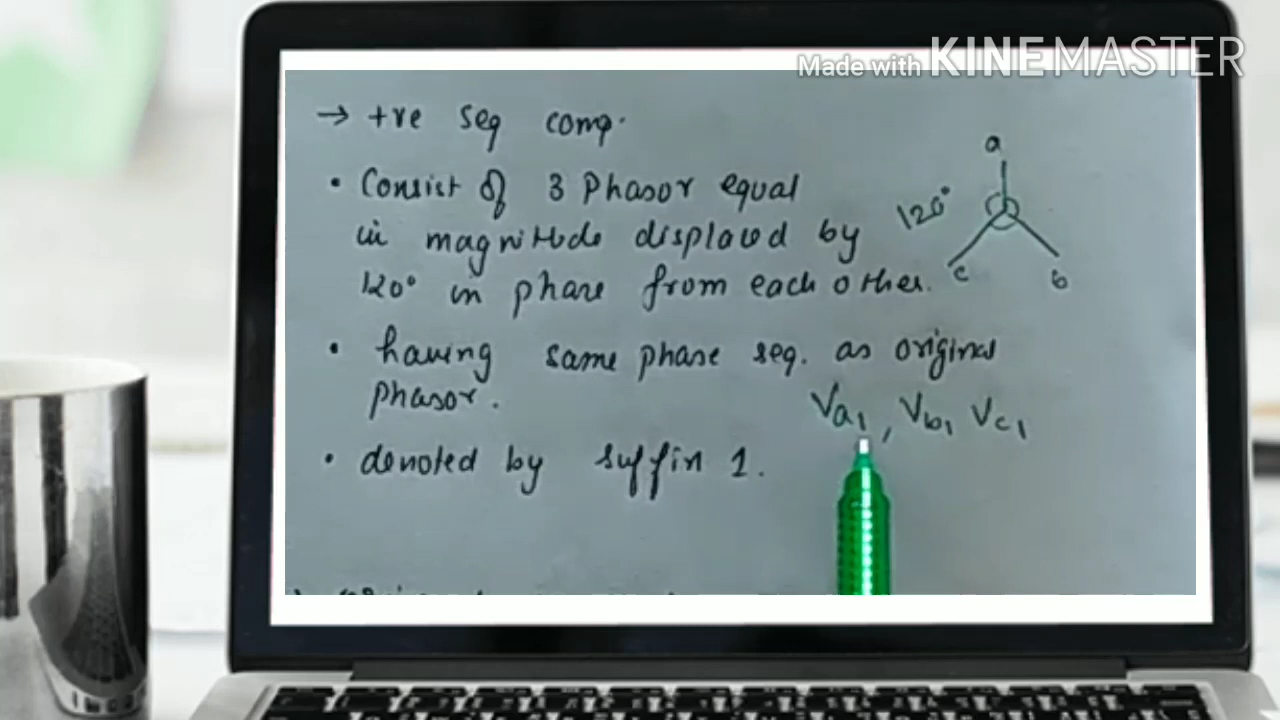 Made with KINEMASTER
→ +ve seq comp.
• Consist of 3 Phasor equal
in magnitude displaced by
120° in phase from each other.
a
120°
c
b
• having same phase seq. as original
phasor.
Va1, Vb1 Vc1
• denoted by suffix 1.